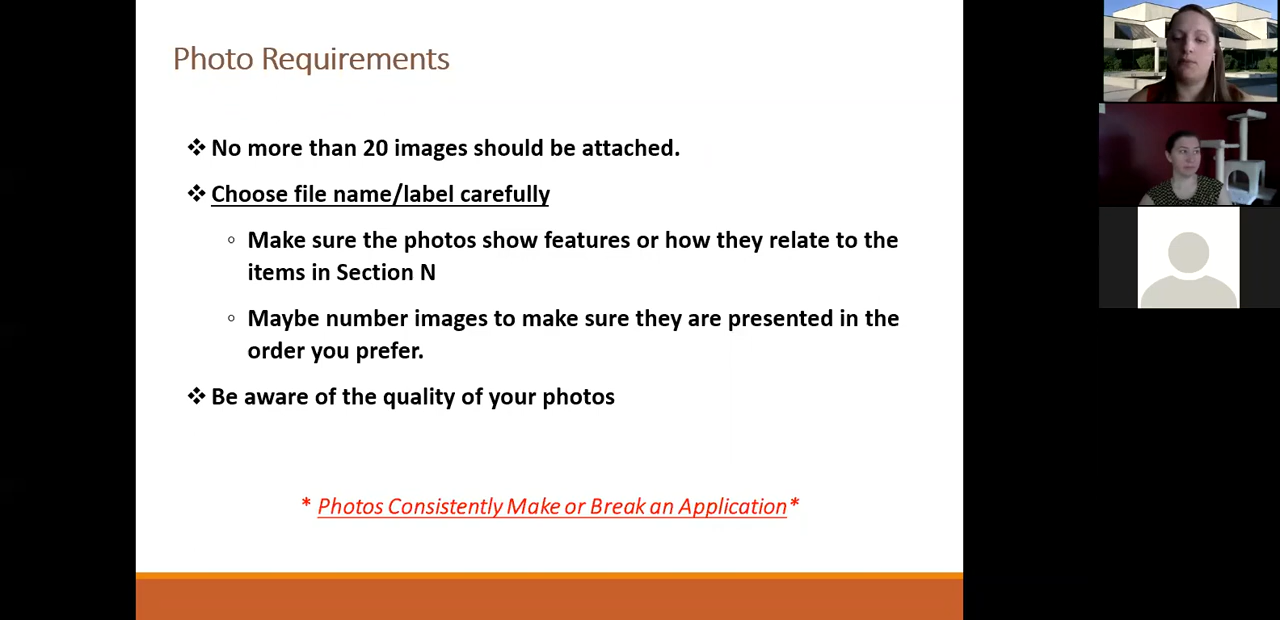 Photo Requirements
❖ No more than 20 images should be attached.
❖ Choose file name/label carefully
◦ Make sure the photos show features or how they relate to the
items in Section N
◦ Maybe number images to make sure they are presented in the
order you prefer.
❖ Be aware of the quality of your photos
* Photos Consistently Make or Break an Application*